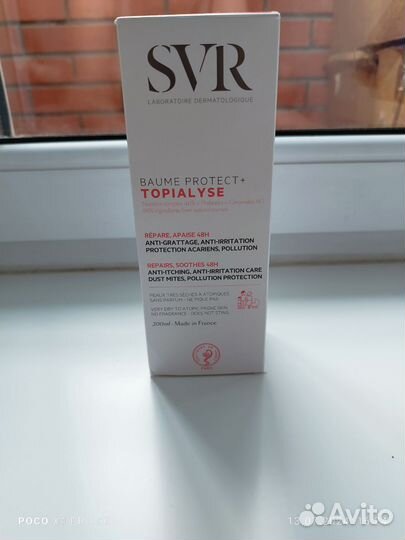 SVR
LABORATOIRE DERMATOLOGIQUE
BAUME PROTECT+
TOPIALYSE
RÉPARE, APAISE 48H
ANTI-GRATTAGE, ANTI-IRRITATION
PROTECTION ACARIENS, POLLUTION
REPAIRS, SOOTHES 48H
ANTI-ITCHING, ANTI-IRRITATION CARE
DUST MITES, POLLUTION PROTECTION
PEAUX TRÈS SÈCHES À ATOPIQUES
SANS PARFUM - NE PIQUE PAS
VERY DRY TO ATOPIC PRONE SKIN
NO FRAGRANCE - DOES NOT STING
200ml - Made in France
POCO
Avito